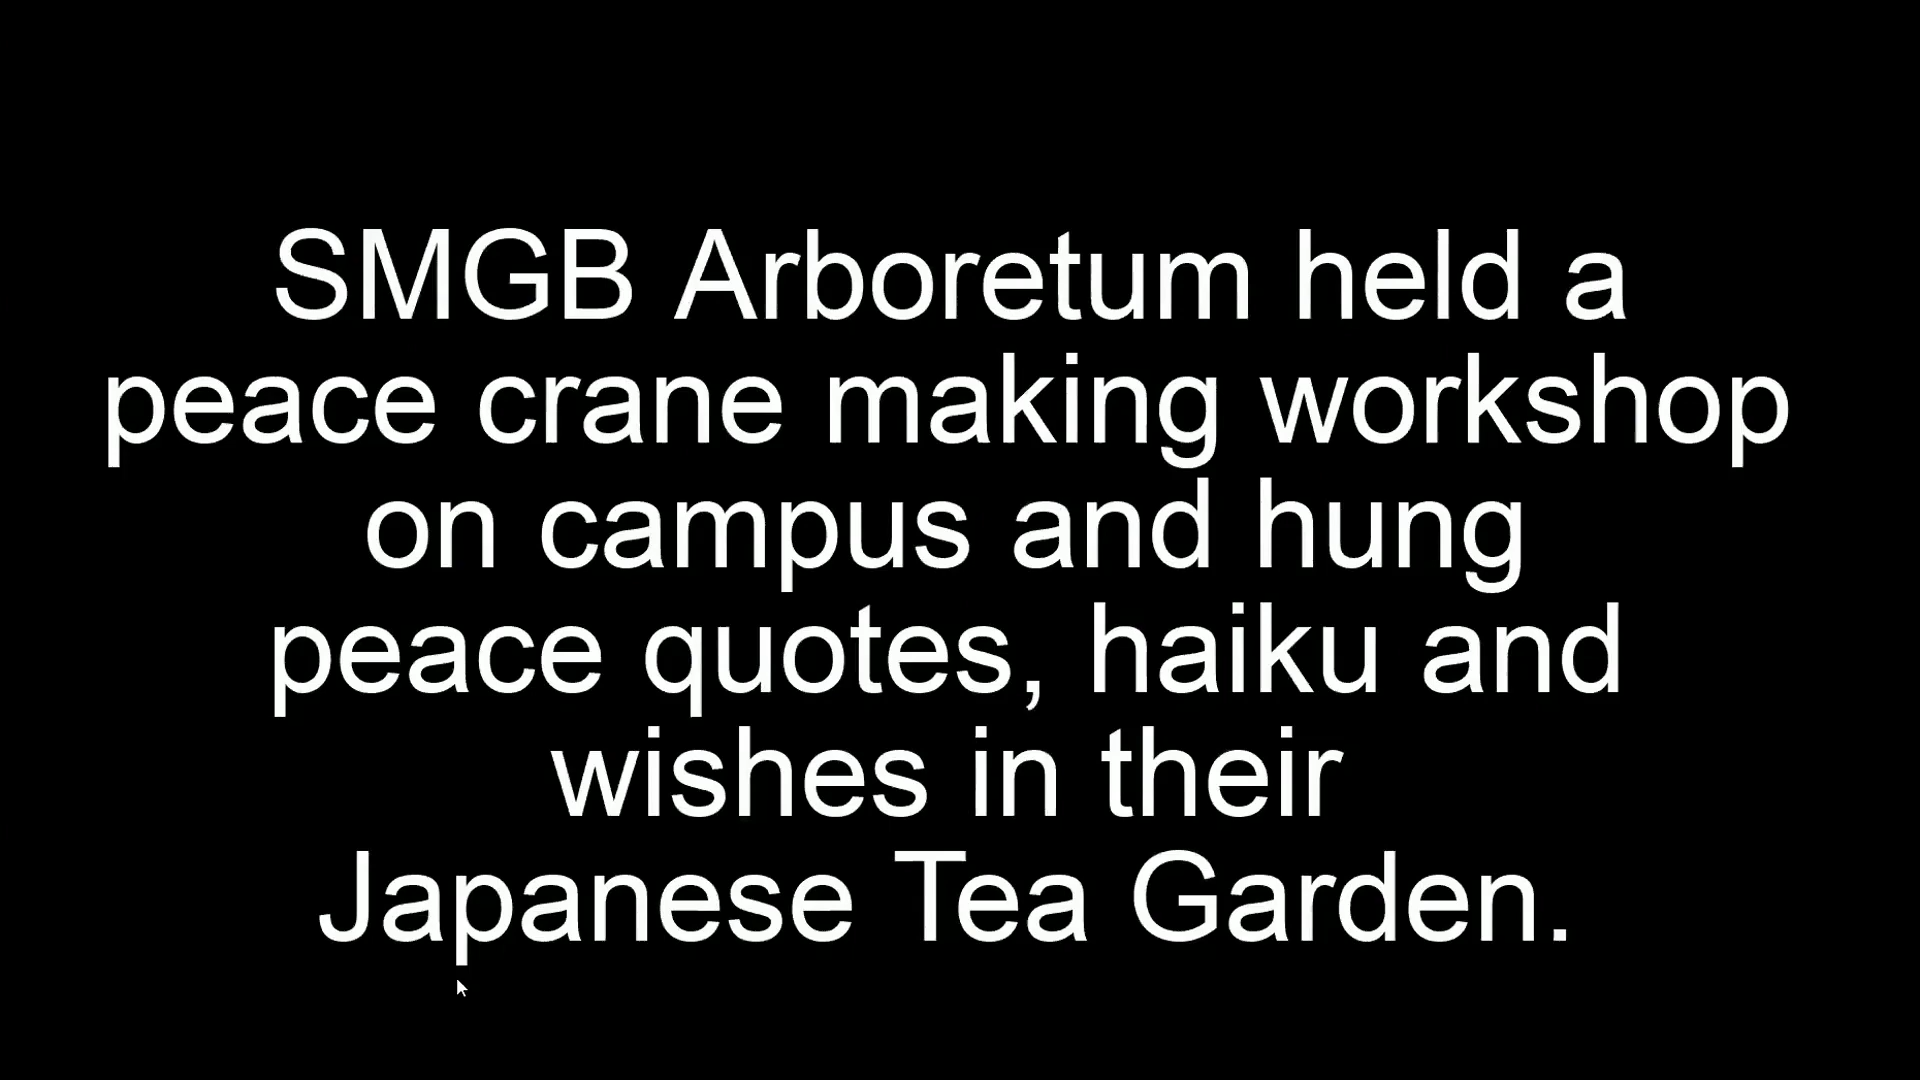 SMGB Arboretum held a
peace crane making workshop
on campus and hung
peace quotes, haiku and
wishes in their
Japanese Tea Garden.